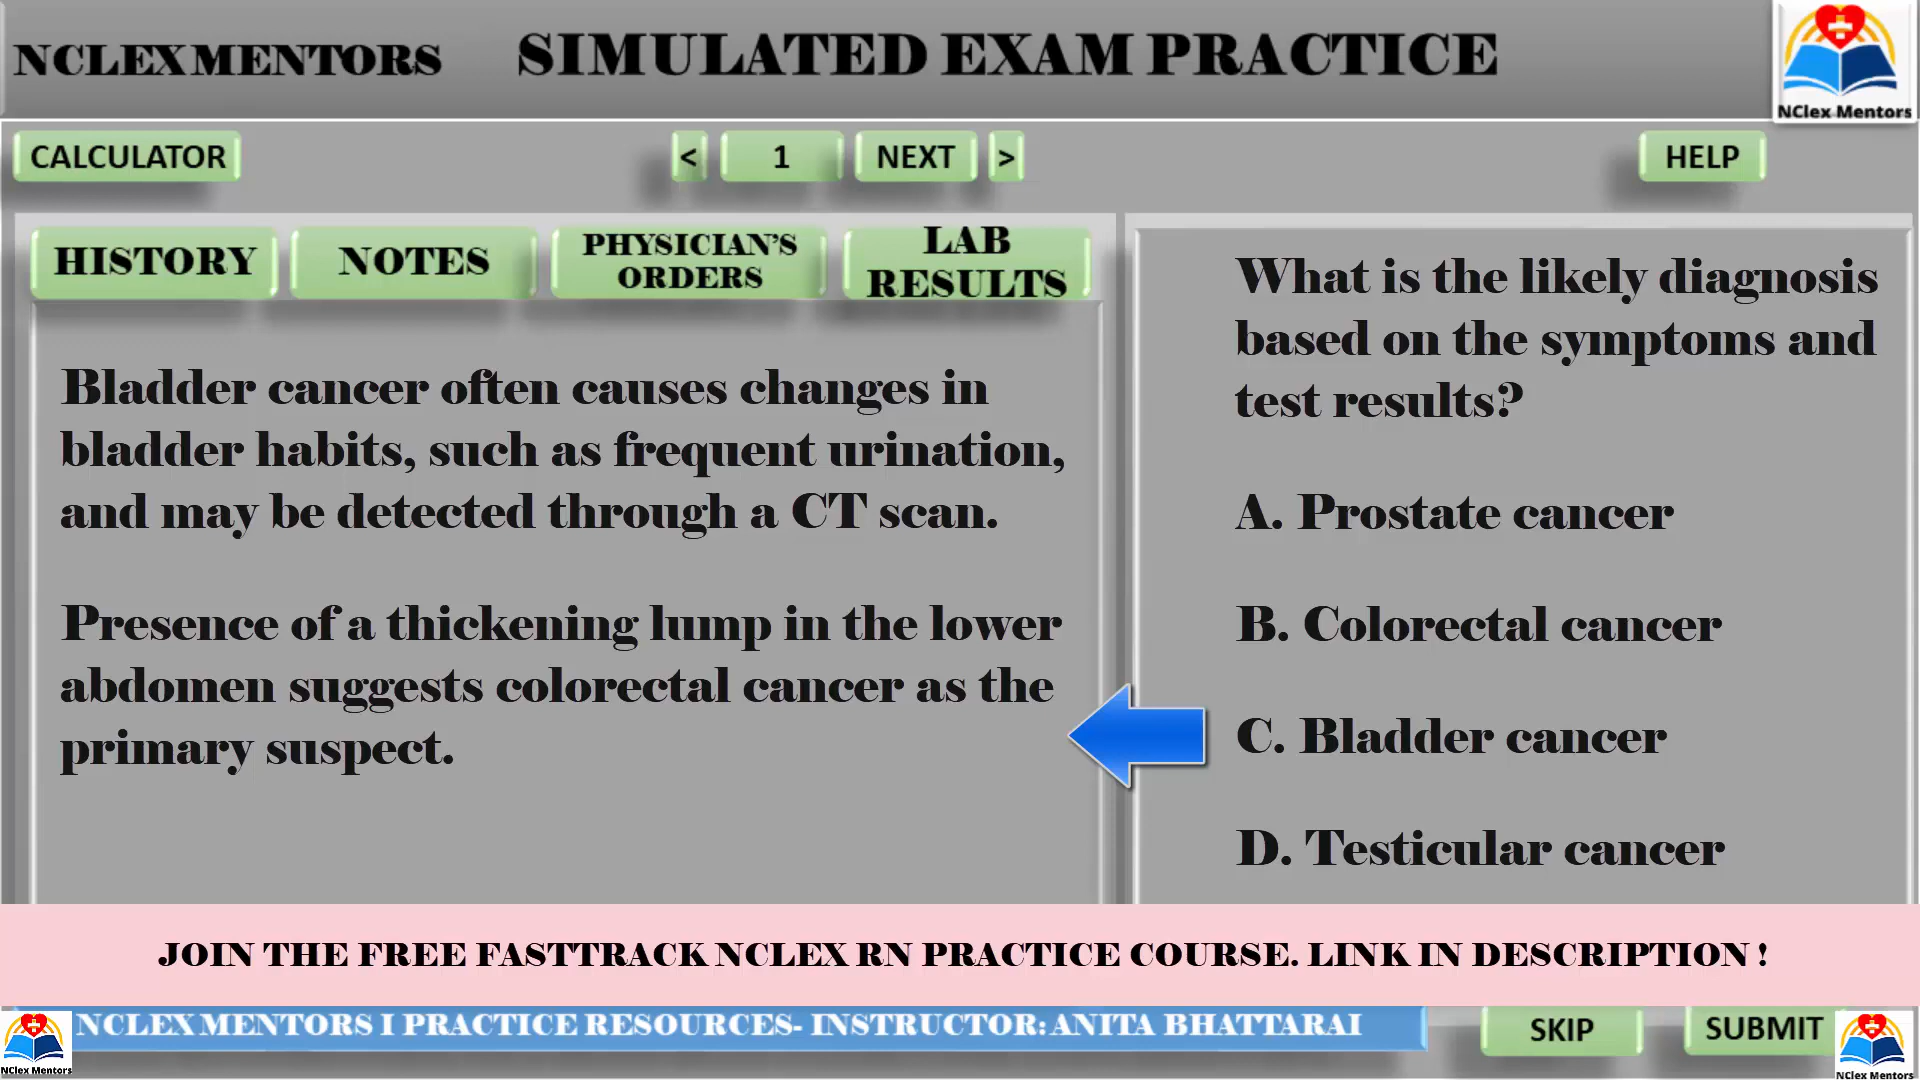 NCLEX MENTORS
SIMULATED EXAM PRACTICE
NClex Mentors
CALCULATOR
<
1
NEXT
>
HELP
HISTORY
NOTES
PHYSICIAN'S
ORDERS
LAB
RESULTS
Bladder cancer often causes changes in
bladder habits, such as frequent urination,
and may be detected through a CT scan.
Presence of a thickening lump in the lower
abdomen suggests colorectal cancer as the
primary suspect.
What is the likely diagnosis
based on the symptoms and
test results?
A. Prostate cancer
B. Colorectal cancer
C. Bladder cancer
D. Testicular cancer
JOIN THE FREE FASTTRACK NCLEX RN PRACTICE COURSE. LINK IN DESCRIPTION !
NClex Mentors
NCLEX MENTORS I PRACTICE RESOURCES- INSTRUCTOR: ANITA BHATTARAI
SKIP
SUBMIT
NClex Mentors